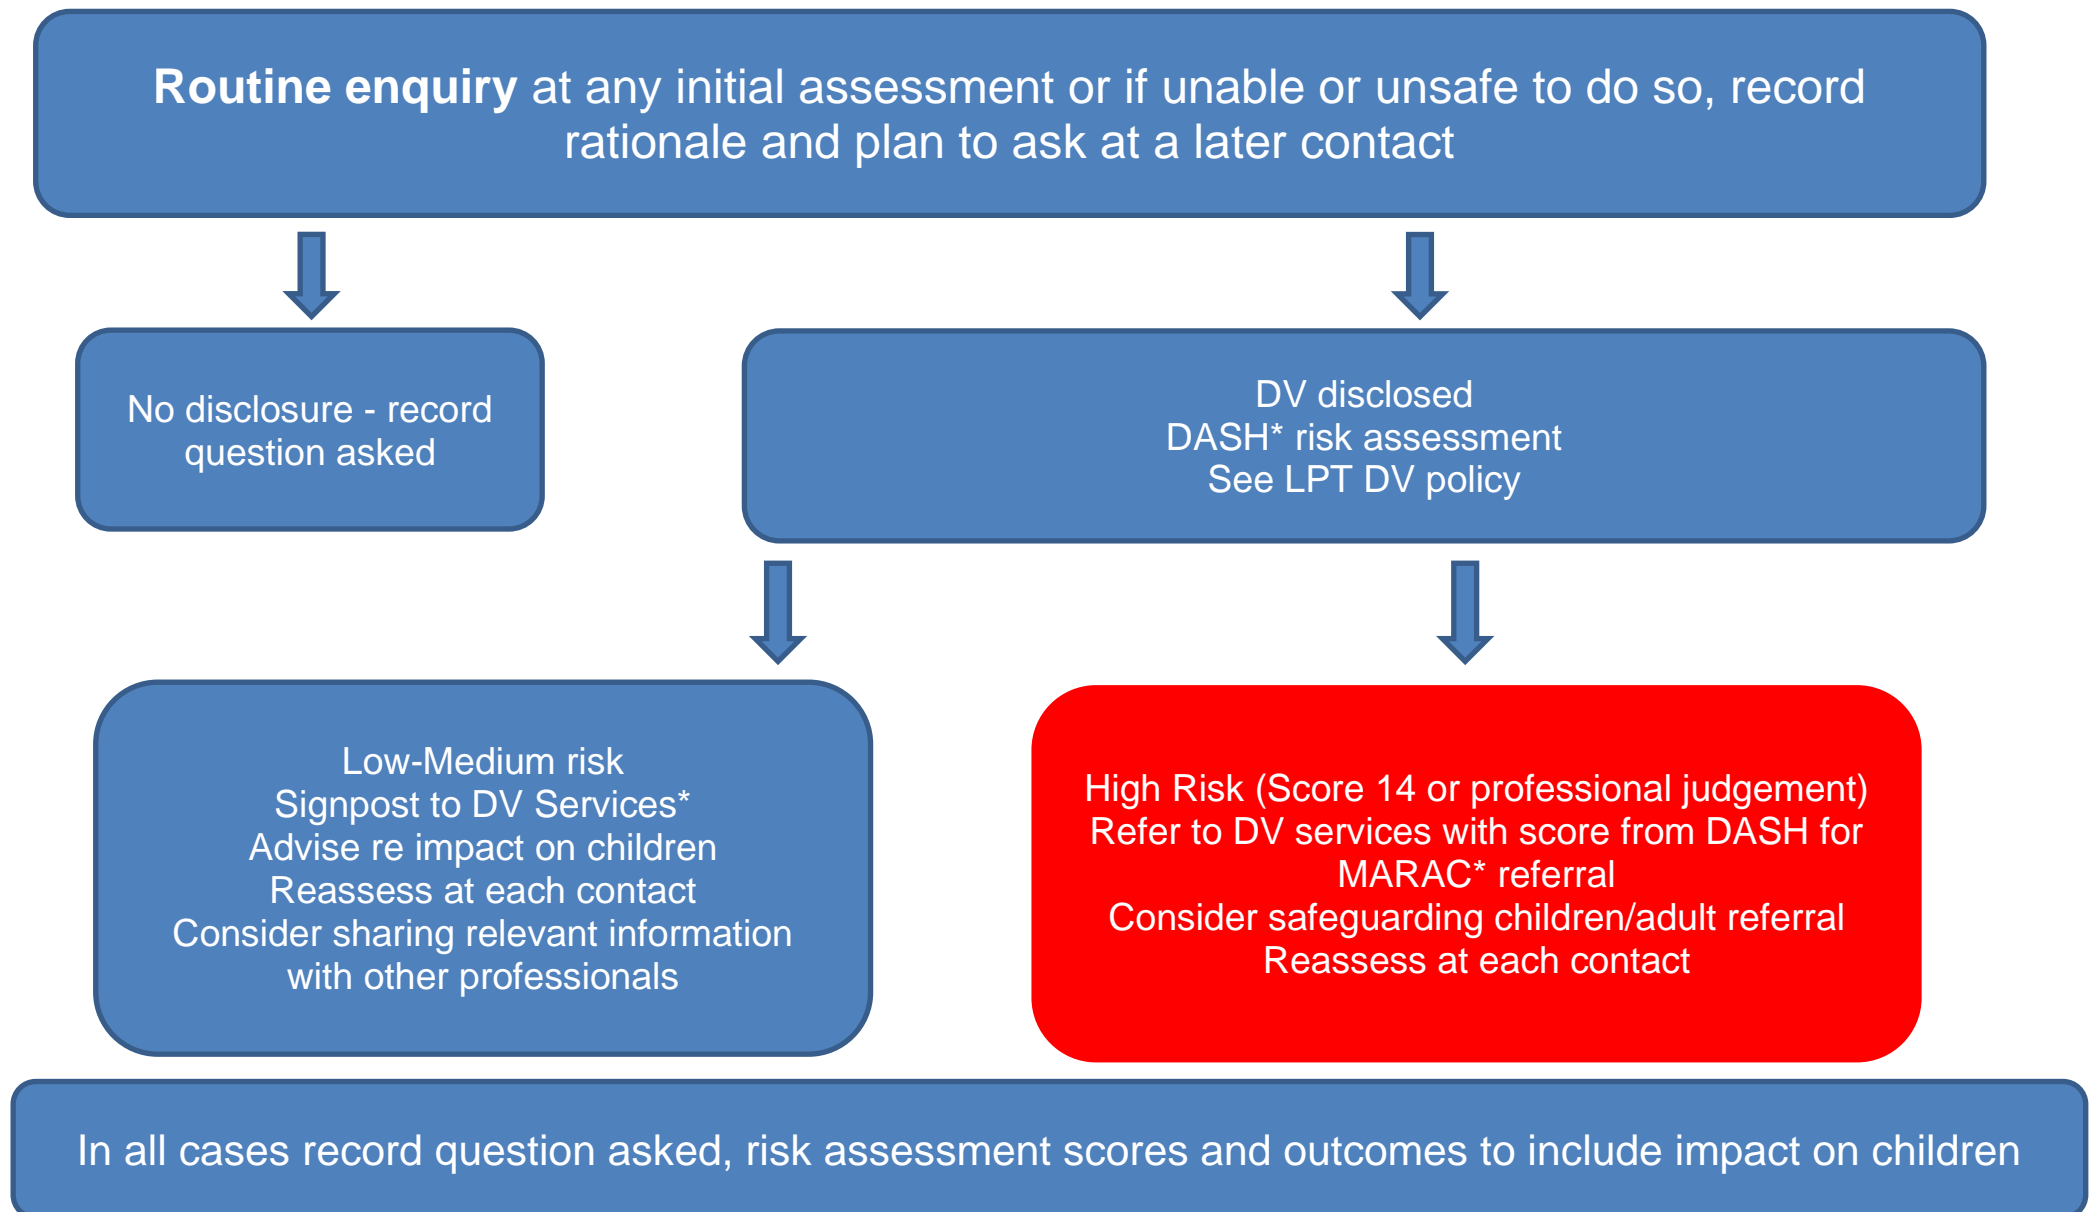 Routine enquiry at any initial assessment or if unable or unsafe to do so, record
rationale and plan to ask at a later contact
No disclosure - record
question asked
DV disclosed
DASH* risk assessment
See LPT DV policy
Low-Medium risk
Signpost to DV Services*
Advise re impact on children
Reassess at each contact
Consider sharing relevant information
with other professionals
High Risk (Score 14 or professional judgement)
Refer to DV services with score from DASH for
MARAC* referral
Consider safeguarding children/adult referral
Reassess at each contact
In all cases record question asked, risk assessment scores and outcomes to include impact on children